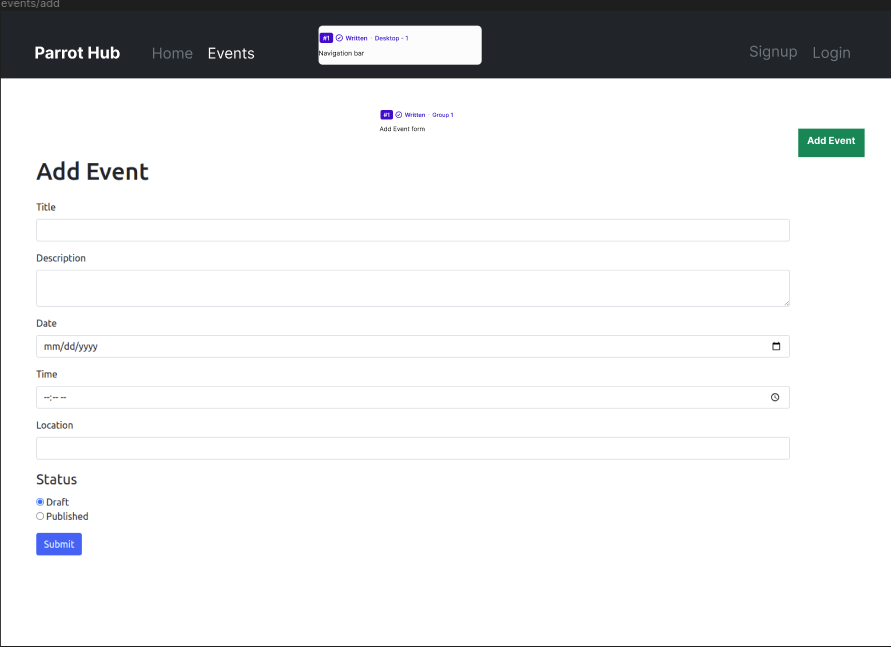 events/add
Parrot Hub Home Events
#1 Written · Desktop - 1
Navigation bar
Signup Login
#1 Written · Group 1
Add Event form
Add Event
Add Event
Title
Description
Date
mm/dd/yyyy
Time
--:-- --
Location
Status
Draft
Published
Submit